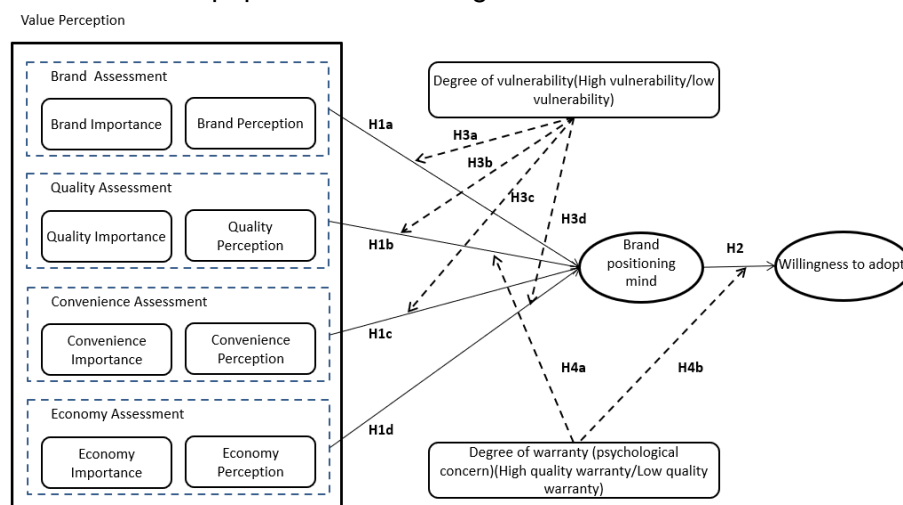 Value Perception
Brand Assessment
Brand Importance
Brand Perception
Quality Assessment
Quality Importance
Quality
Perception
Convenience Assessment
Convenience
Importance
Convenience
Perception
Economy Assessment
Economy
Importance
Economy
Perception
Degree of vulnerability(High vulnerability/low
vulnerability)
H1a
H3a
H3b
H3c
H3d
H1b
H1c
H1d
Brand
positioning
mind
H2
Willingness to adopt
H4a
H4b
Degree of warranty (psychological
concern)(High quality warranty/Low quality
warranty)